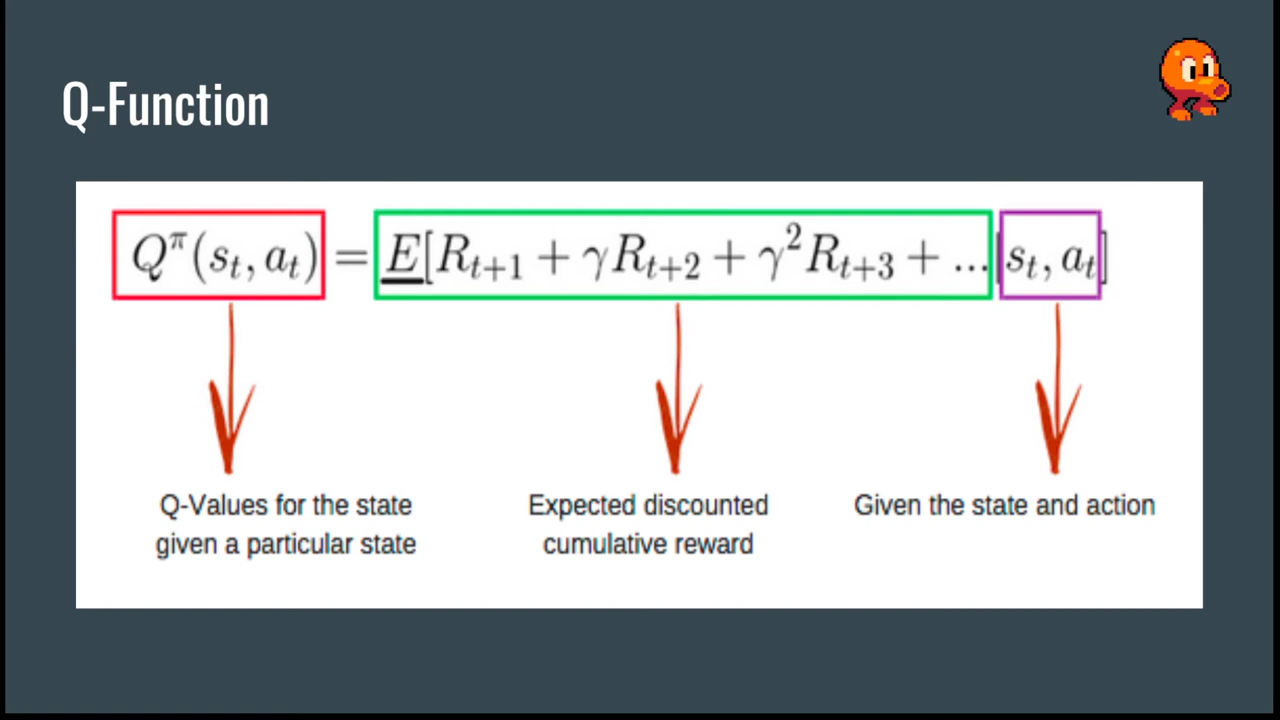 Q-Function
Q^π(s_t, a_t) = E[R_{t+1} + γR_{t+2} + γ²R_{t+3} + ...|s_t, a_t]
Q-Values for the state
given a particular state
Expected discounted
cumulative reward
Given the state and action